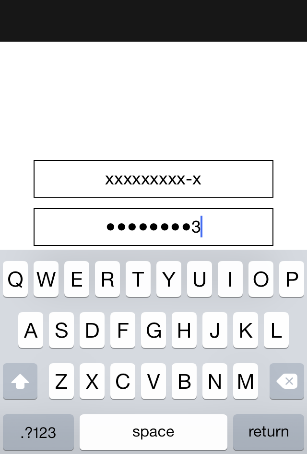 xxxxxxxxx-x
●●●●●●●●3
Q W E R T Y U I O P
A S D F G H J K L
Z X C V B N M
.?123 space return